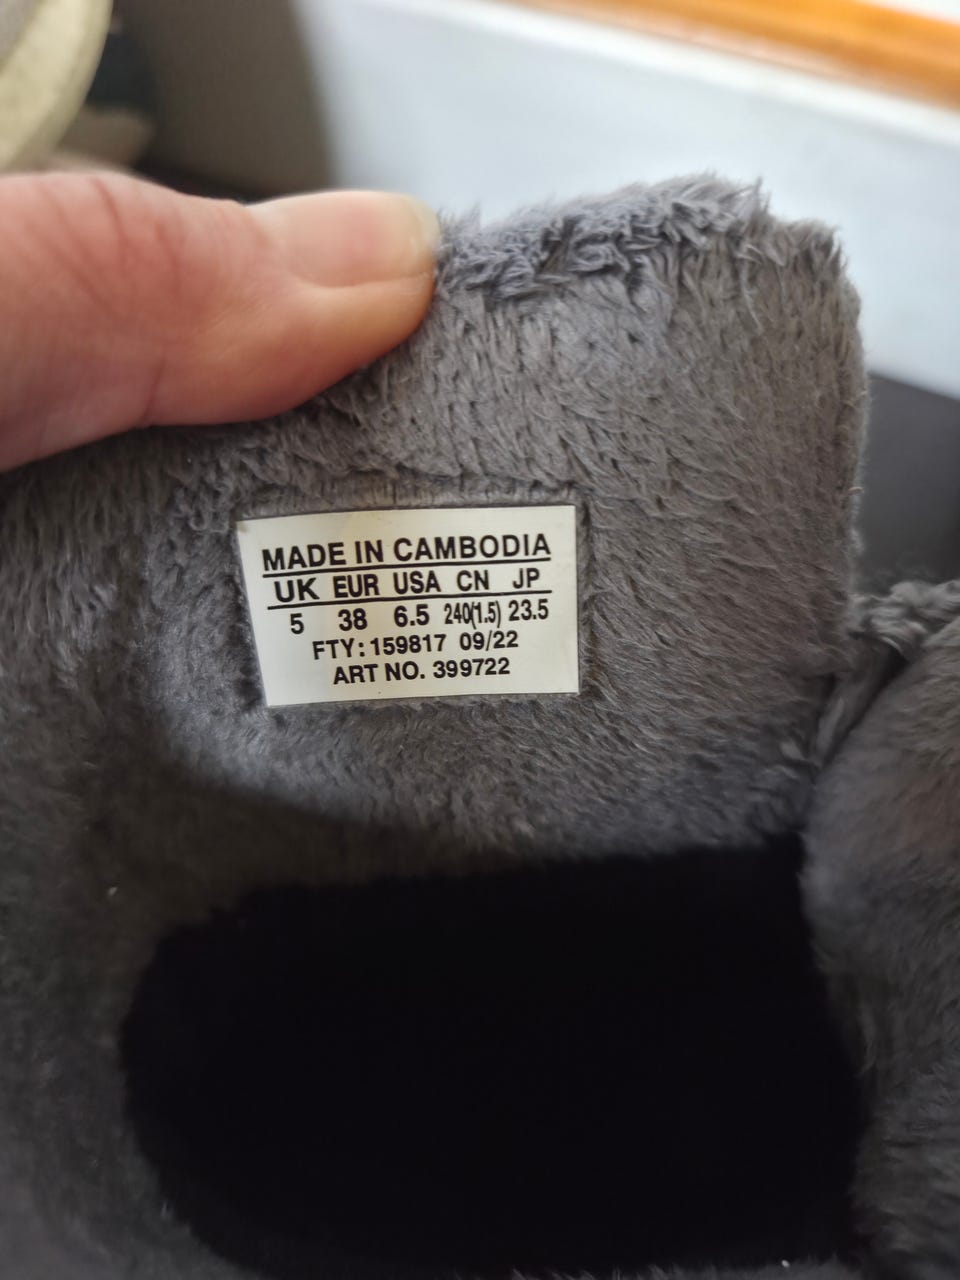 MADE IN CAMBODIA
UK EUR USA CN JP
5 38 6.5 240(1.5) 23.5
FTY: 159817 09/22
ART NO. 399722